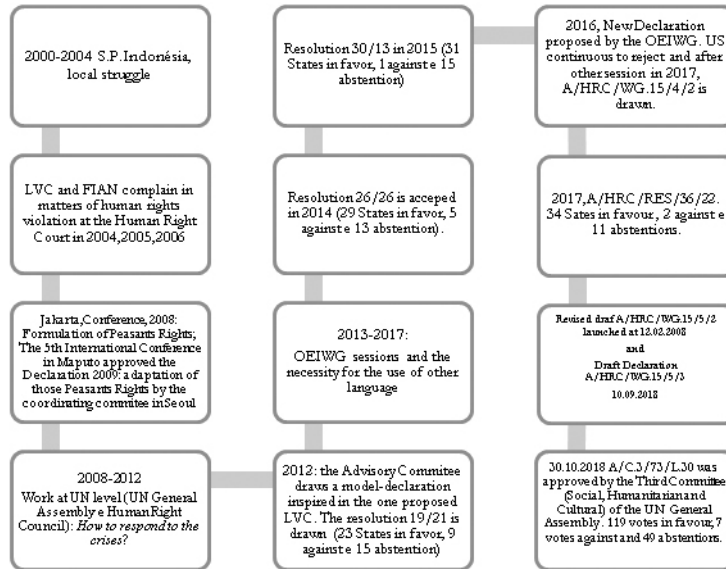 2000-2004 S.P. Indonésia,
local struggle
LVC and FIAN complain in
matters of human rights
violation at the Human Right
Court in 2004,2005,2006
Jakarta, Conference, 2008:
Formulation of Peasants Rights;
The 5th International Conference
in Maputo approved the
Declaration 2009: a daptation of
those Peasants Rights by the
coordinating commitee in Seoul
2008-2012
Work at UN level (UN General
Assembly e Human Right
Council): How to respond to the
crises?
2012: the Advisory Committee
draws a model-declaration
inspired in the one proposed
LVC. The resolution 19/21 is
drawn (23 States in favor, 9
against e 15 abstention)
2013-2017:
OEIWG sessions and the
necessity for the use of other
language
Resolution 26/26 is acceped
in 2014 (29 States in favor, 5
against e 13 abstention).
Resolution 30/13 in 2015 (31
States in favor, 1 against e 15
abstention)
2016, New Declaration
proposed by the OEIWG. US
continuous to reject and after
other session in 2017,
A/HRC/WG.15/4/2 is
drawn.
2017, A/HRC/RES/36/22.
34 Sates in favour, 2 against e
11 abstentions.
Revised draf A/HRC/WG.15/5/2
launched at 12.02.2008
and
Draft Declaration
A/HRC/WG.15/5/3
10.09.2018
30.10.2018 A/C.3/73/L.30 was
approved by the Third Committee
(Social, Humanitarian and
Cultural) of the UN General
Assembly'. 119 votes in favour, 7
votes against and 49 abstentions.